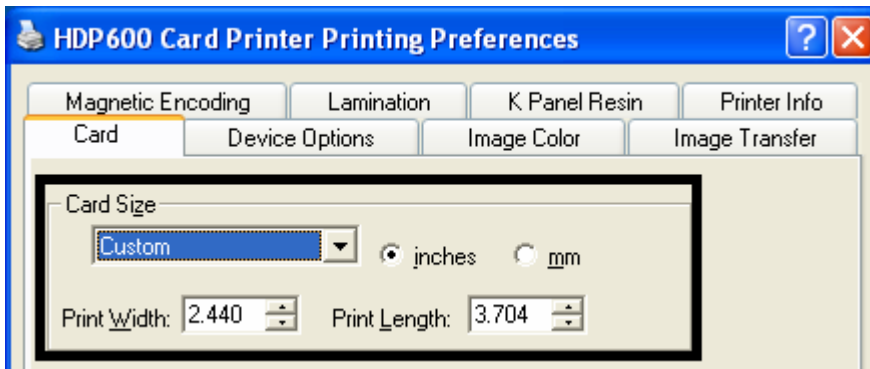 HDP600 Card Printer Printing Preferences
Magnetic Encoding Lamination K Panel Resin Printer Info
Card Device Options Image Color Image Transfer
Card Size
Custom inches mm
Print Width: 2.440 Print Length: 3.704